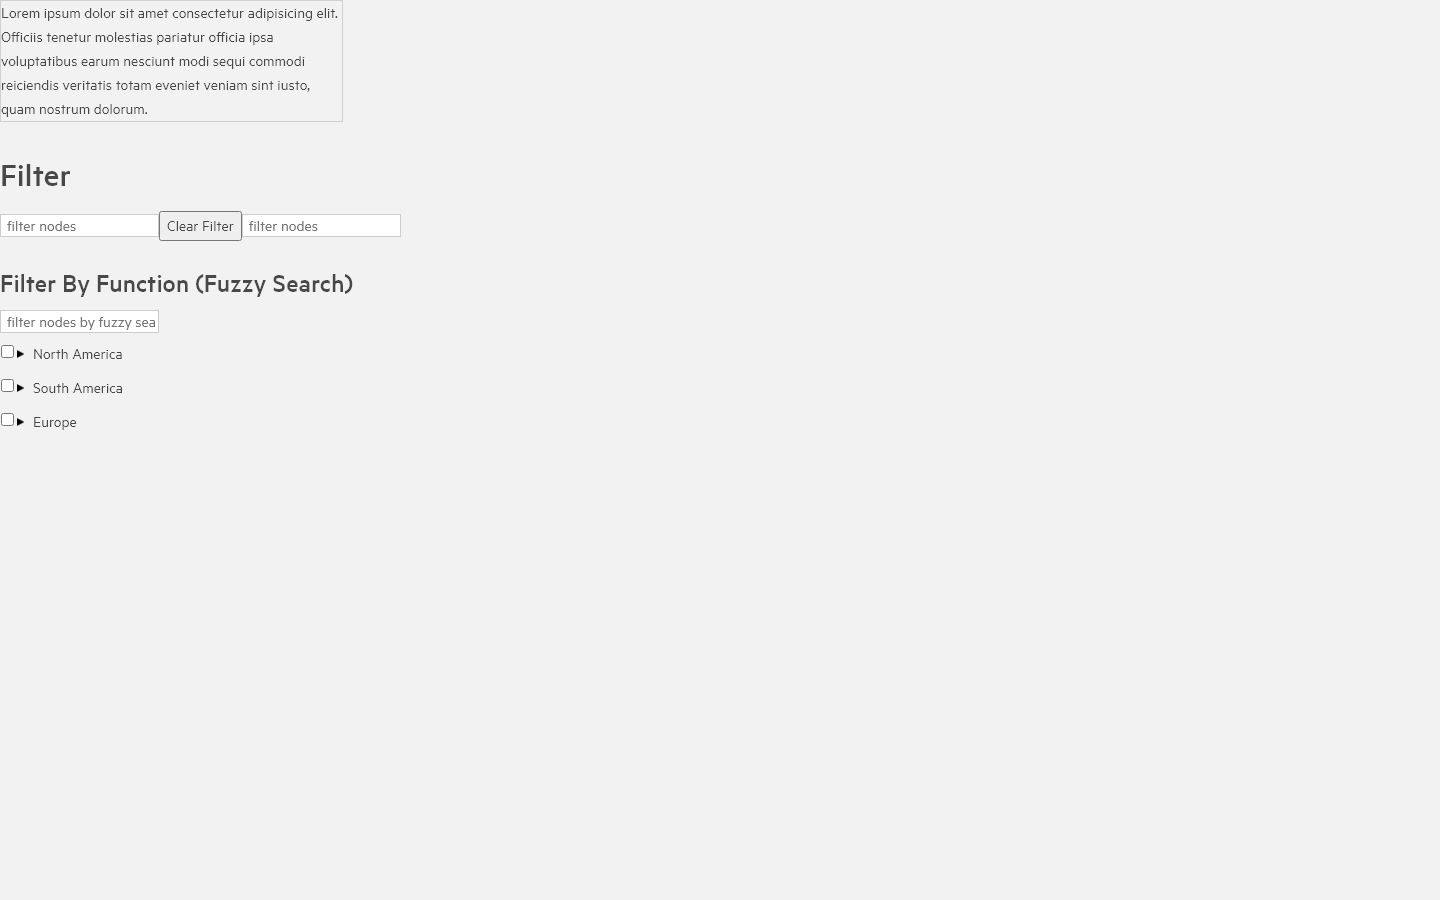 Lorem ipsum dolor sit amet consectetur adipisicing elit.
Officiis tenetur molestias pariatur officia ipsa
voluptatibus earum nesciunt modi sequi commodi
reiciendis veritatis totam eveniet veniam sint iusto,
quam nostrum dolorum.
Filter
filter nodes Clear Filter filter nodes
Filter By Function (Fuzzy Search)
filter nodes by fuzzy sea
North America
South America
Europe